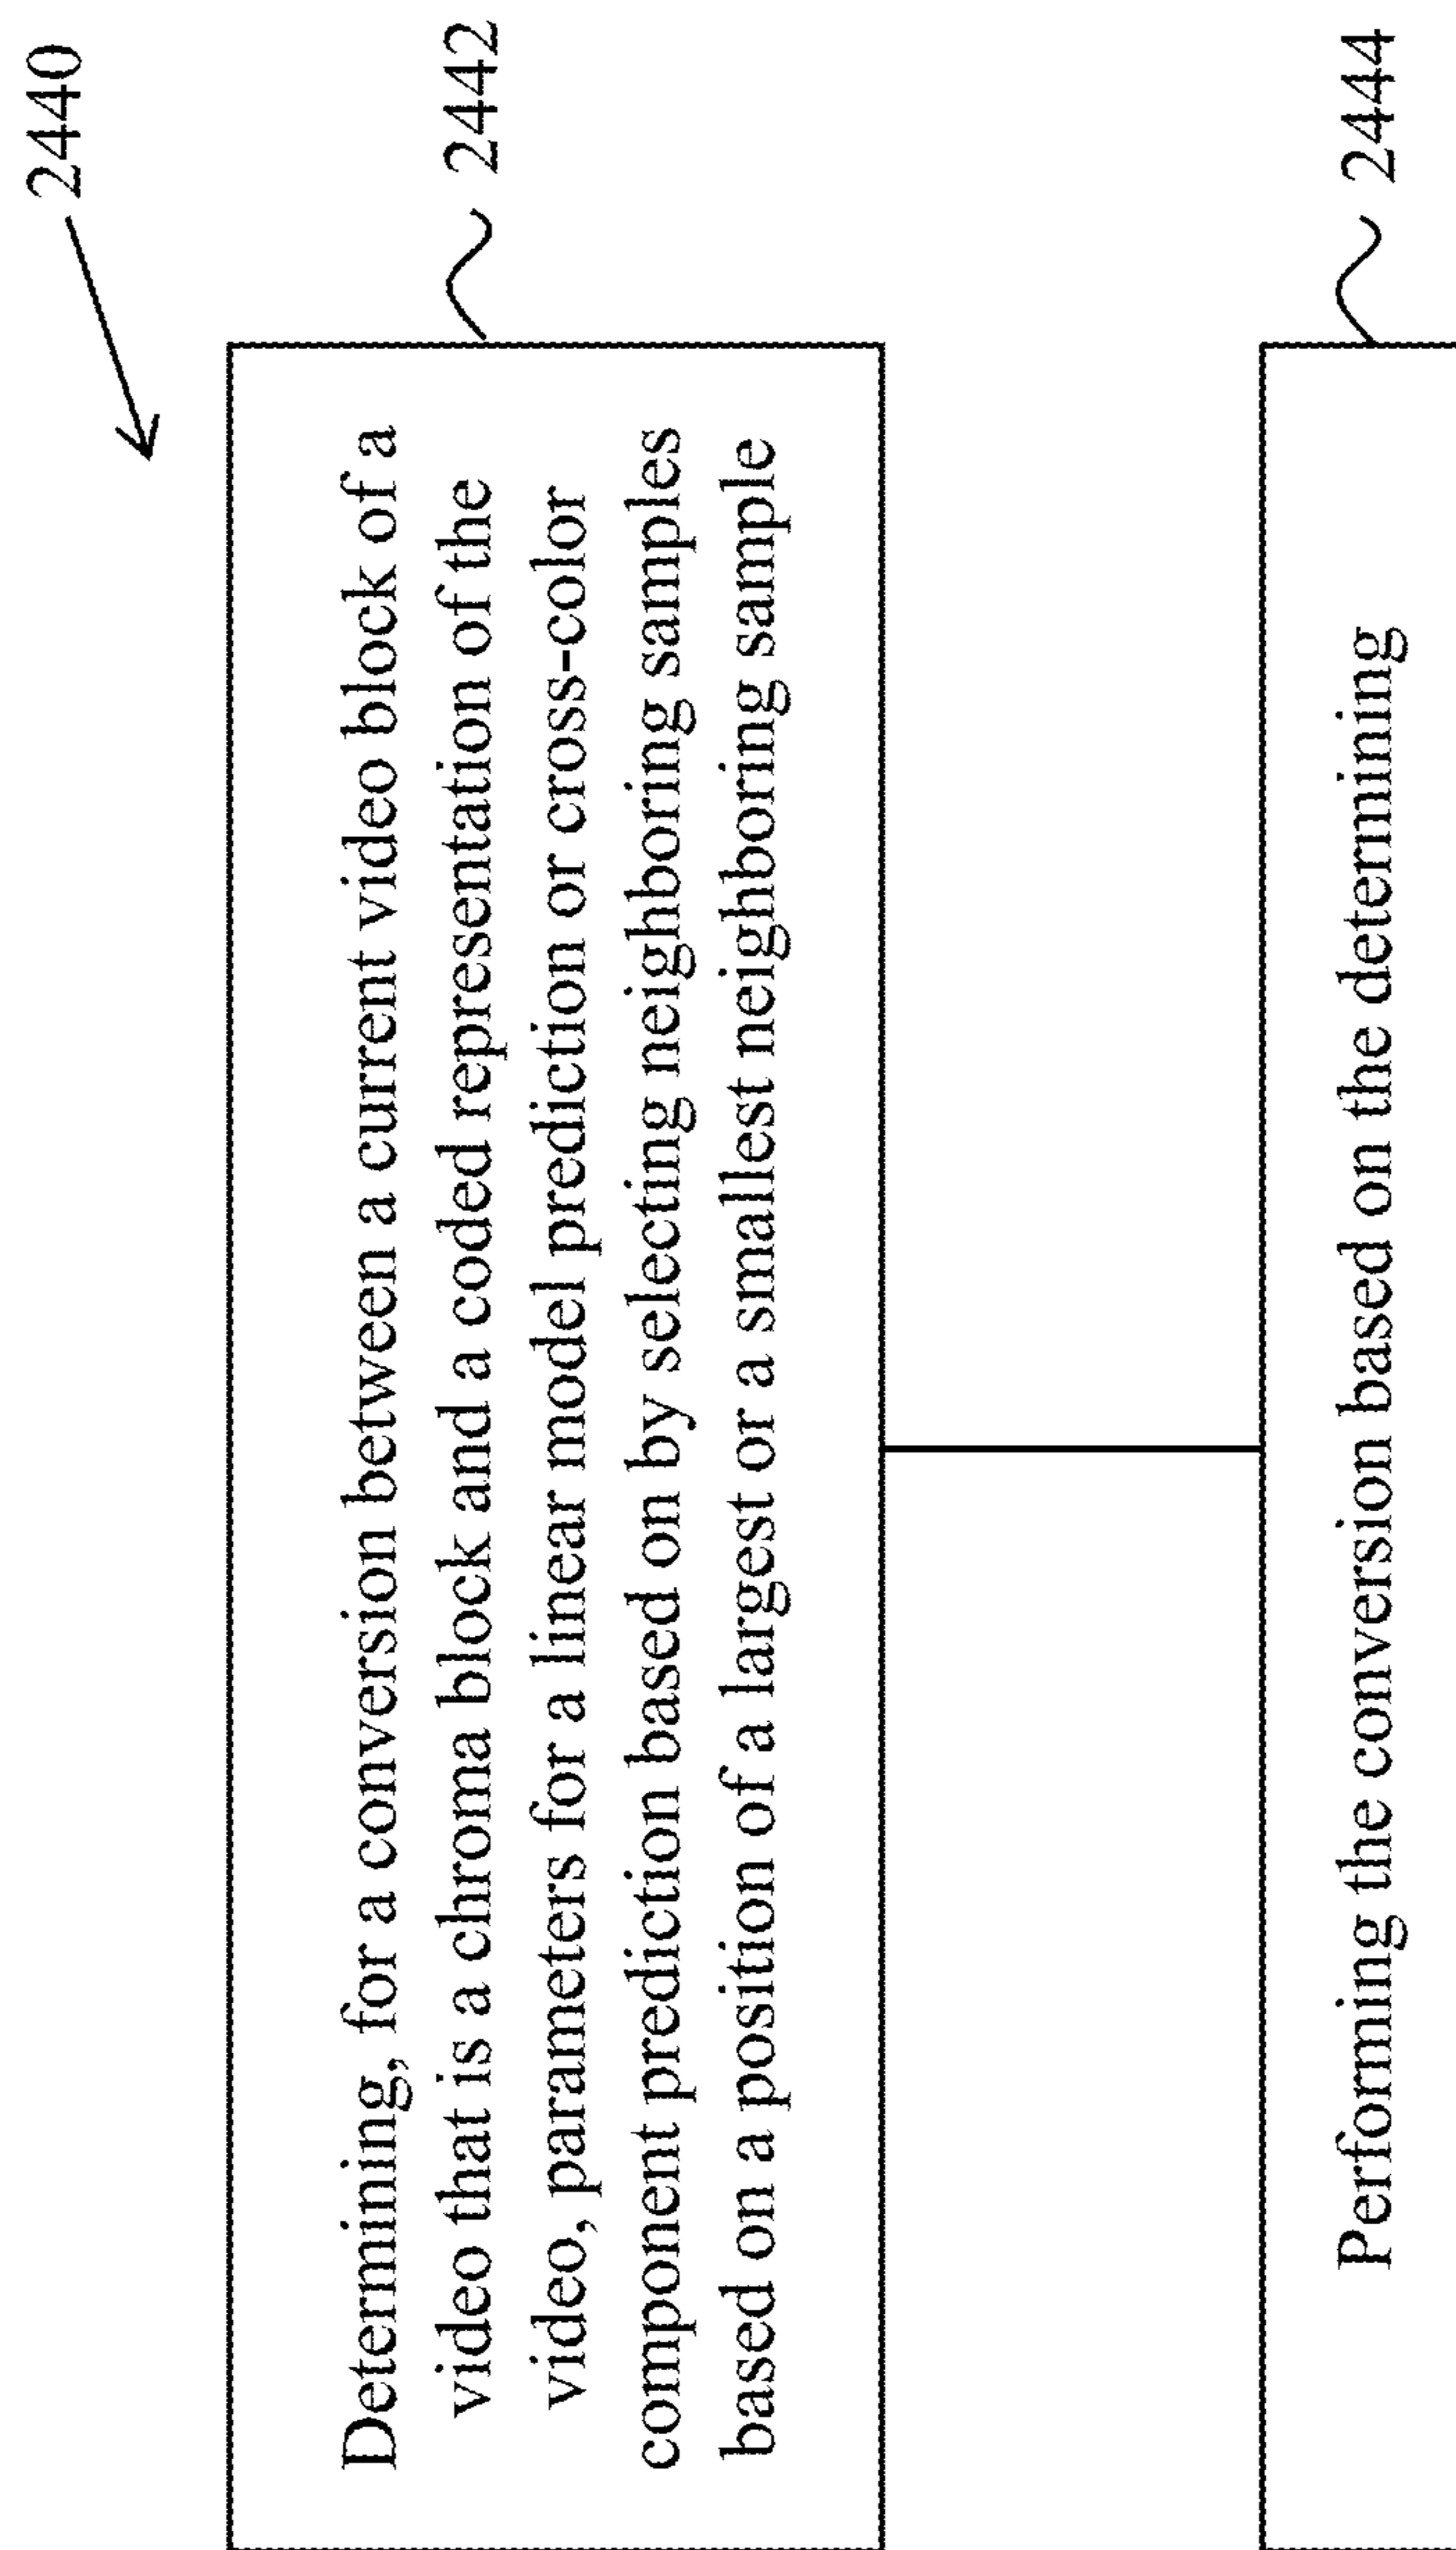 2440
Determining, for a conversion between a current video block of a
video that is a chroma block and a coded representation of the
video, parameters for a linear model prediction or cross-color
component prediction based on by selecting neighboring samples
based on a position of a largest or a smallest neighboring sample
2442
Performing the conversion based on the determining
2444